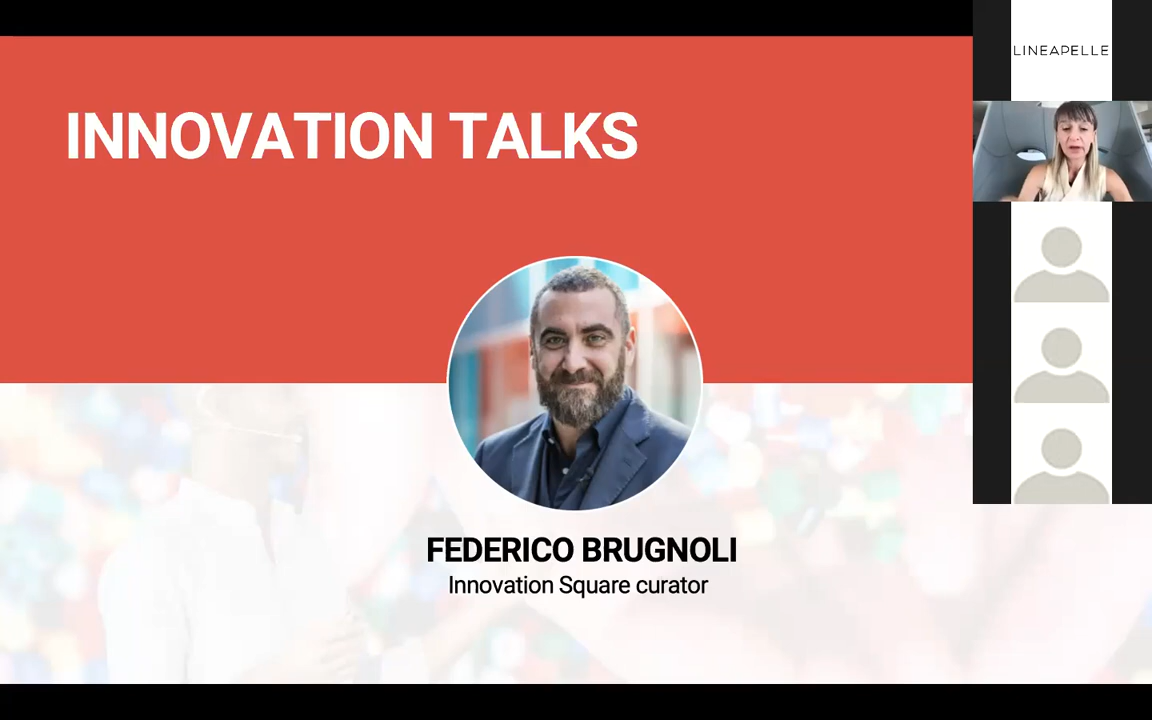 INNOVATION TALKS
LINEAPELLE
FEDERICO BRUGNOLI
Innovation Square curator